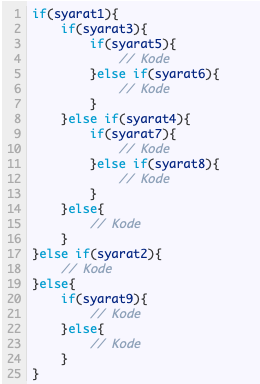 1 if(syarat1){
2     if(syarat3){
3         if(syarat5){
4             // Kode
5         }else if(syarat6){
6             // Kode
7         }
8     }else if(syarat4){
9         if(syarat7){
10             // Kode
11         }else if(syarat8){
12             // Kode
13         }
14     }else{
15         // Kode
16     }
17 }else if(syarat2){
18     // Kode
19 }else{
20     if(syarat9){
21         // Kode
22     }else{
23         // Kode
24     }
25 }